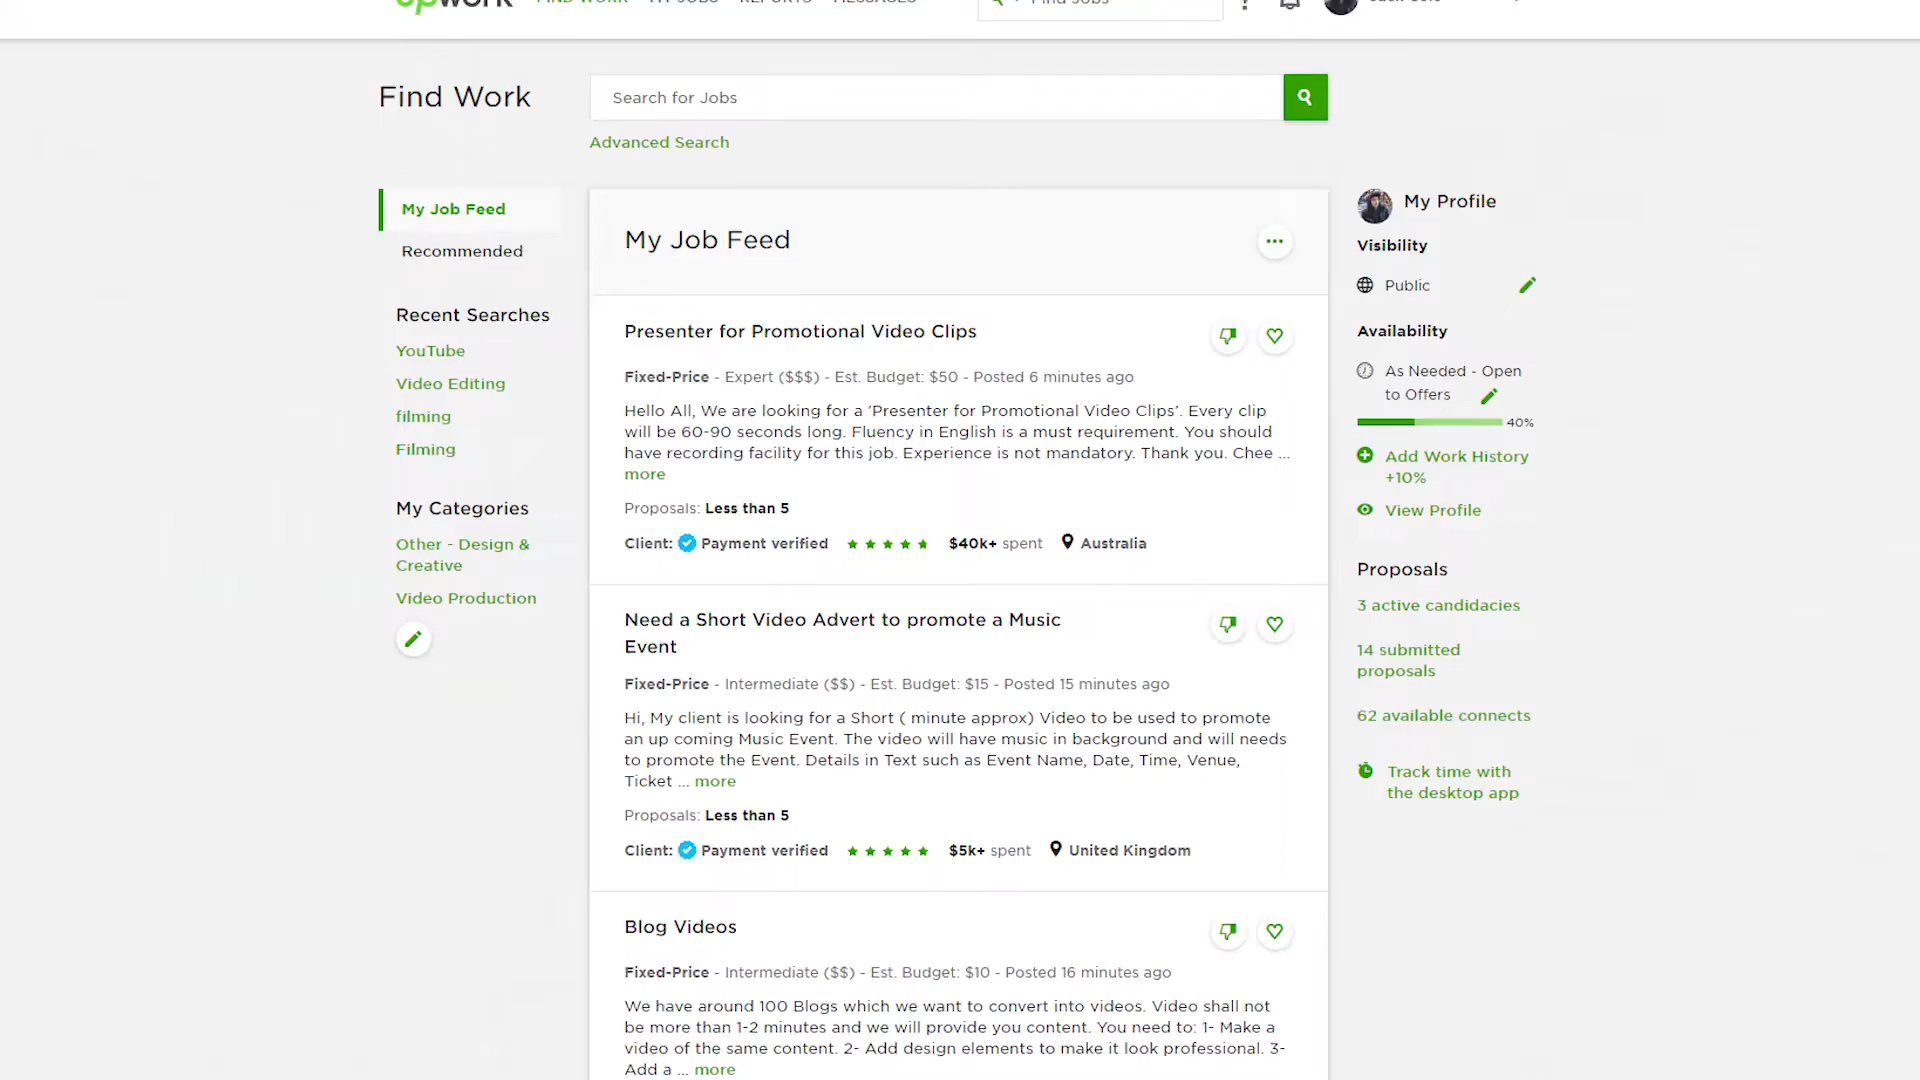 Find Work
Search for Jobs
Advanced Search
My Job Feed
Recommended
Recent Searches
YouTube
Video Editing
filming
Filming
My Categories
Other - Design &
Creative
Video Production
My Job Feed
Presenter for Promotional Video Clips
Fixed-Price - Expert ($$$) - Est. Budget: $50 - Posted 6 minutes ago
Hello All, We are looking for a 'Presenter for Promotional Video Clips'. Every clip
will be 60-90 seconds long. Fluency in English is a must requirement. You should
have recording facility for this job. Experience is not mandatory. Thank you. Chee ...
more
Proposals: Less than 5
Client: Payment verified $40k+ spent Australia
Need a Short Video Advert to promote a Music
Event
Fixed-Price - Intermediate ($$) - Est. Budget: $15 - Posted 15 minutes ago
Hi, My client is looking for a Short ( minute approx) Video to be used to promote
an up coming Music Event. The video will have music in background and will needs
to promote the Event. Details in Text such as Event Name, Date, Time, Venue,
Ticket ... more
Proposals: Less than 5
Client: Payment verified $5k+ spent United Kingdom
Blog Videos
Fixed-Price - Intermediate ($$) - Est. Budget: $10 - Posted 16 minutes ago
We have around 100 Blogs which we want to convert into videos. Video shall not
be more than 1-2 minutes and we will provide you content. You need to: 1- Make a
video of the same content. 2- Add design elements to make it look professional. 3-
Add a ... more
My Profile
Visibility
Public
Availability
As Needed - Open
to Offers
40%
Add Work History
+10%
View Profile
Proposals
3 active candidacies
14 submitted
proposals
62 available connects
Track time with
the desktop app